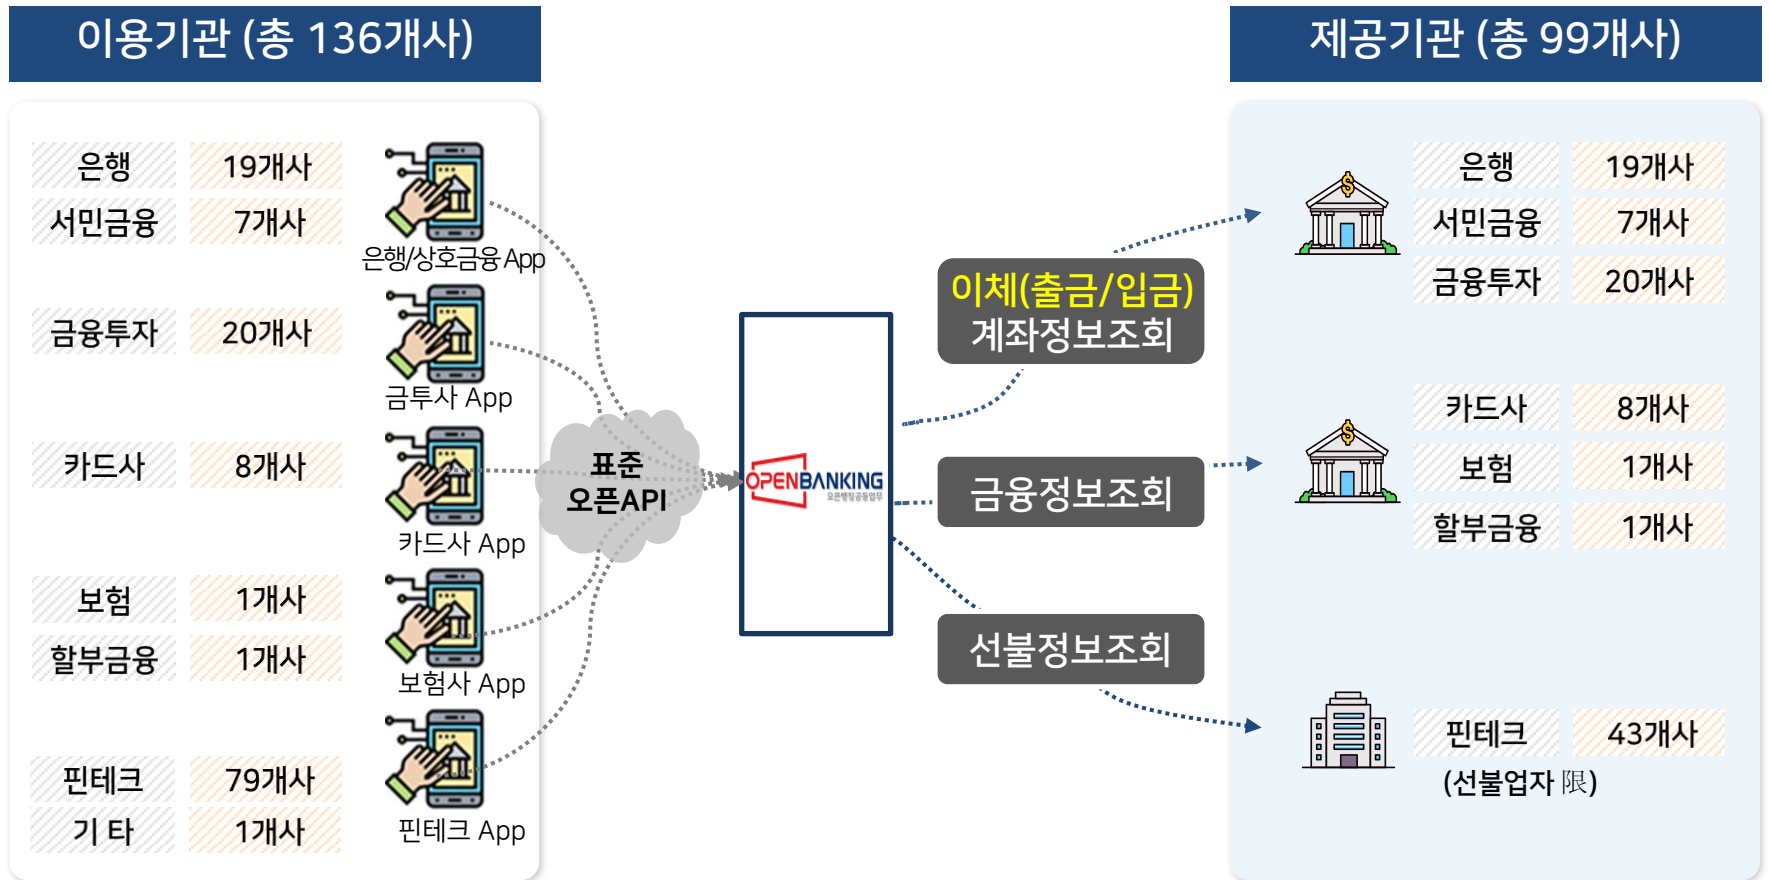 이용기관 (총 136개사)
은행 19개사
서민금융 7개사
은행/상호금융 App
금융투자 20개사
금투사 App
카드사 8개사
카드사 App
보험 1개사
할부금융 1개사
보험사 App
핀테크 79개사
기 타 1개사
핀테크 App
표준
오픈API
OPENBANKING
오픈뱅킹공동업무
이체(출금/입금)
계좌정보조회
금융정보조회
선불정보조회
제공기관 (총 99개사)
은행 19개사
서민금융 7개사
금융투자 20개사
카드사 8개사
보험 1개사
할부금융 1개사
핀테크 43개사
(선불업자 限)